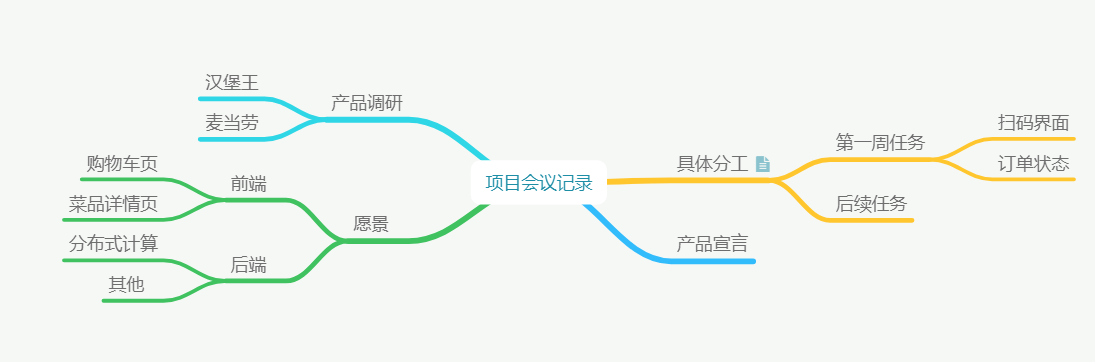 项目会议记录
产品调研
汉堡王
麦当劳
愿景
前端
购物车页
菜品详情页
后端
分布式计算
其他
具体分工
第一周任务
扫码界面
订单状态
后续任务
产品宣言